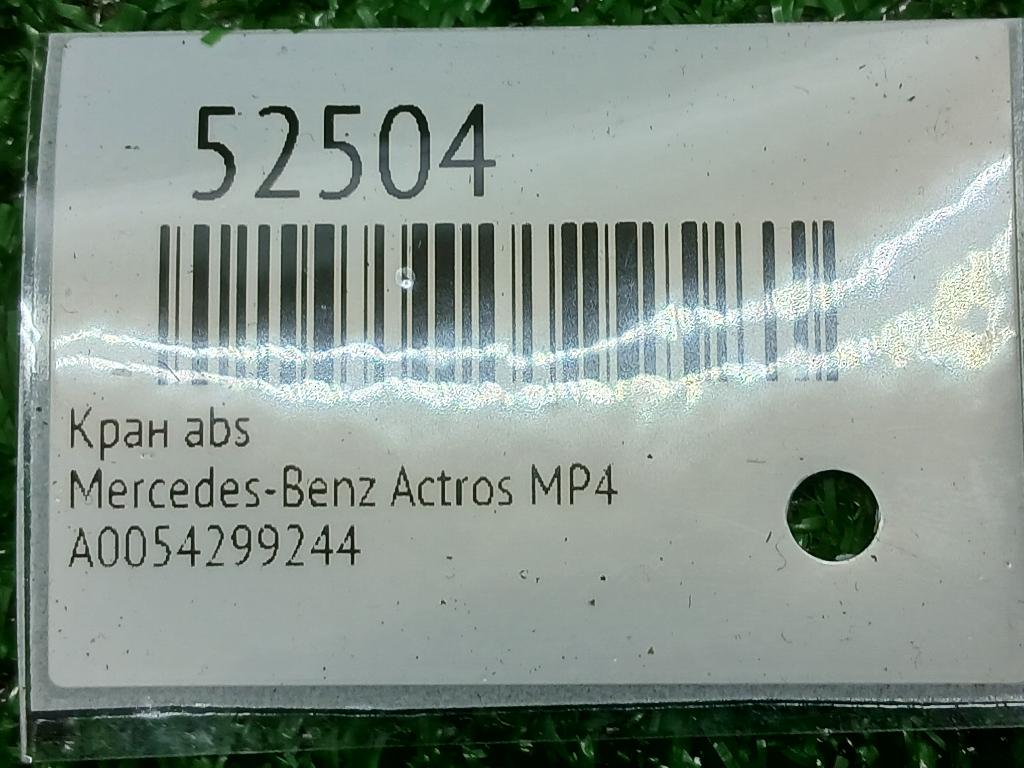 52504
Кран abs
Mercedes-Benz Actros MP4
A0054299244